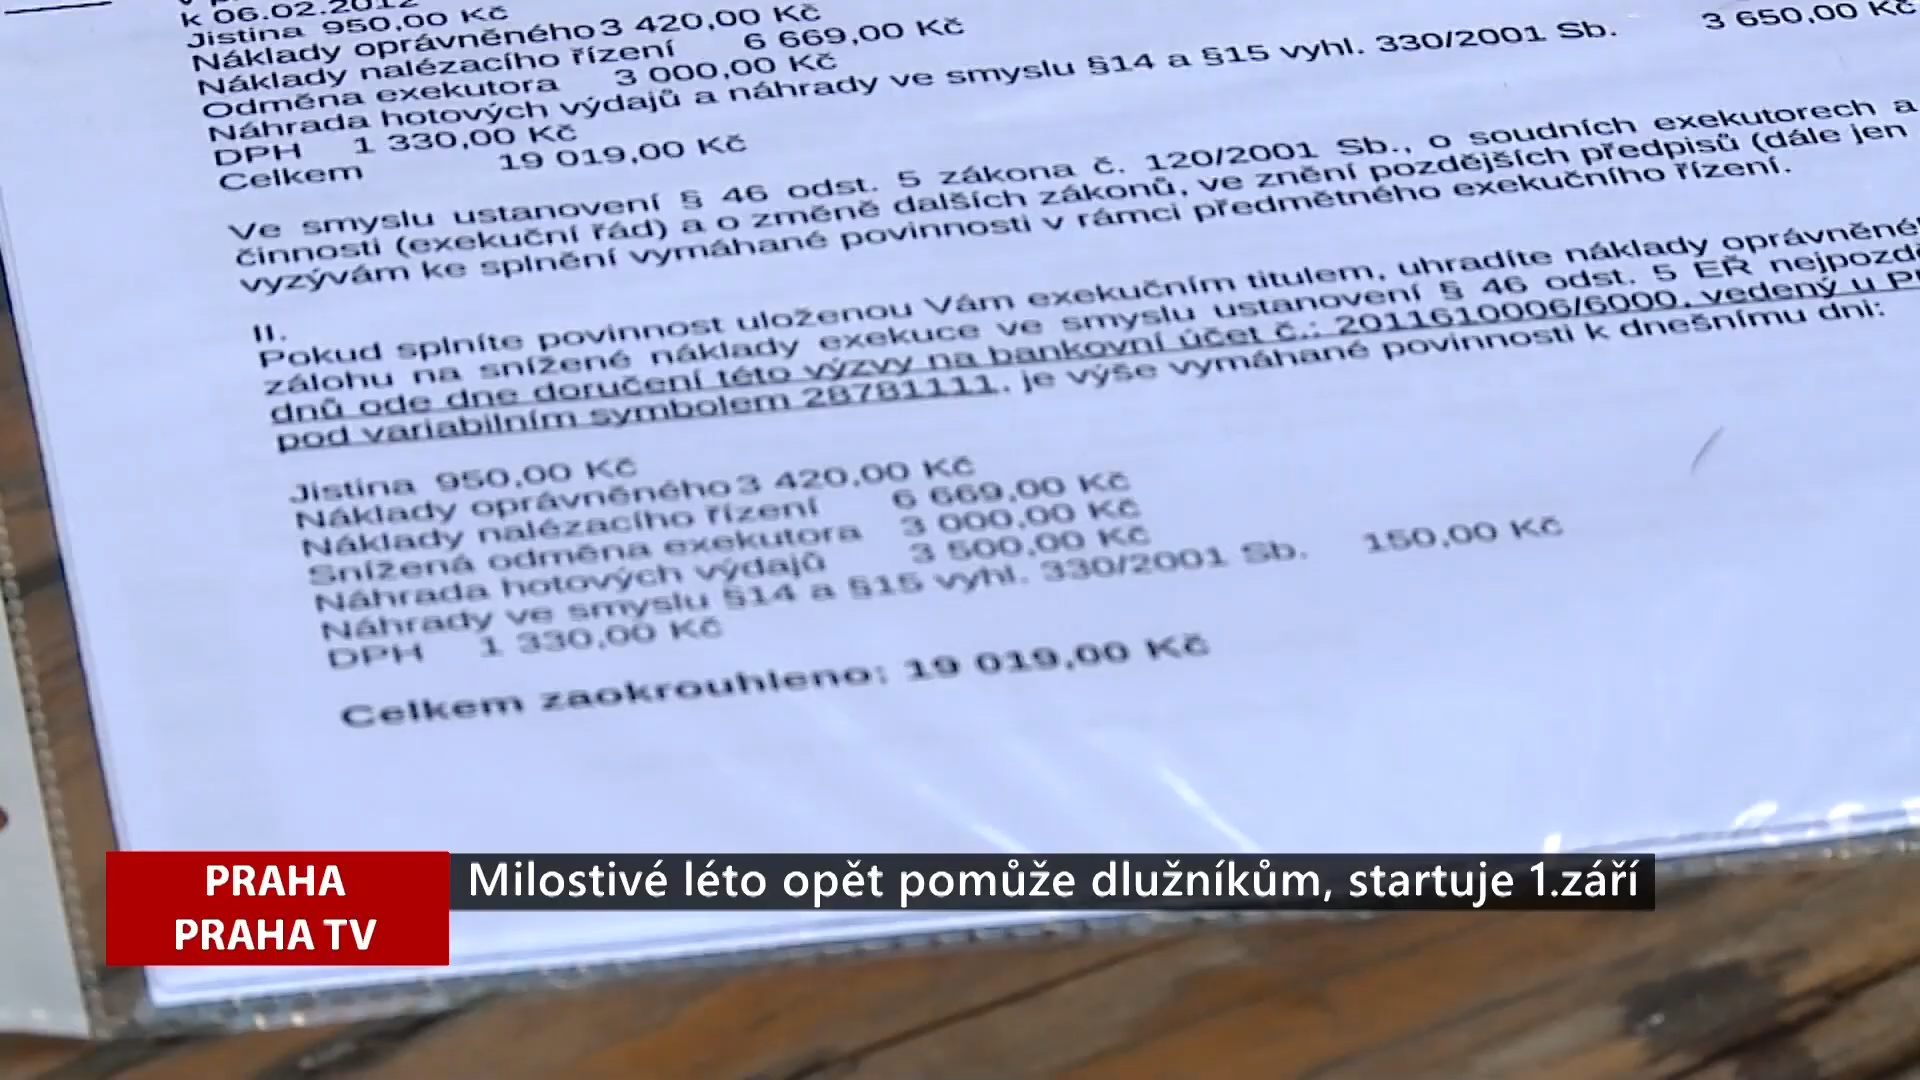 k 06.02.2012
Jistina 950,00 Kč
Náklady oprávněného 3 420,00 Kč
Náklady nalézacího řízení 6 669,00 Kč
Odměna exekutora 3 000,00 Kč
Náhrada hotových výdajů a náhrady ve smyslu §14 a §15 vyhl. 330/2001 Sb. 3 650,00 Kč
DPH 1 330,00 Kč
Celkem 19 019,00 Kč
Ve smyslu ustanovení § 46 odst. 5 zákona č. 120/2001 Sb., o soudních exekutorech a
činnosti (exekuční řád) a o změně dalších zákonů, ve znění pozdějších předpisů (dále jen
vyzývám ke splnění vymáhané povinnosti v rámci předmětného exekučního řízení.
II.
Pokud splníte povinnost uloženou Vám exekučním titulem, uhradíte náklady
zálohu na snížené náklady exekuce ve smyslu ustanovení § 46 odst. 5 EŘ
dnů ode dne doručení této výzvy na bankovní účet č.: 2011610006/6000, vedený u
pod variabilním symbolem 28781111, je výše vymáhané povinnosti k dnešnímu dni:
Jistina 950,00 Kč
Náklady oprávněného 3 420,00 Kč
Náklady nalézacího řízení 6 669,00 Kč
Snížená odměna exekutora 3 000,00 Kč
Náhrada hotových výdajů 3 500,00 Kč
Náhrady ve smyslu §14 a §15 vyhl. 330/2001 Sb. 150,00 Kč
DPH 1 330,00 Kč
Celkem zaokrouhleno: 19 019,00 Kč
PRAHA
PRAHA TV
Milostivé léto opět pomůže dlužníkům, startuje 1.září